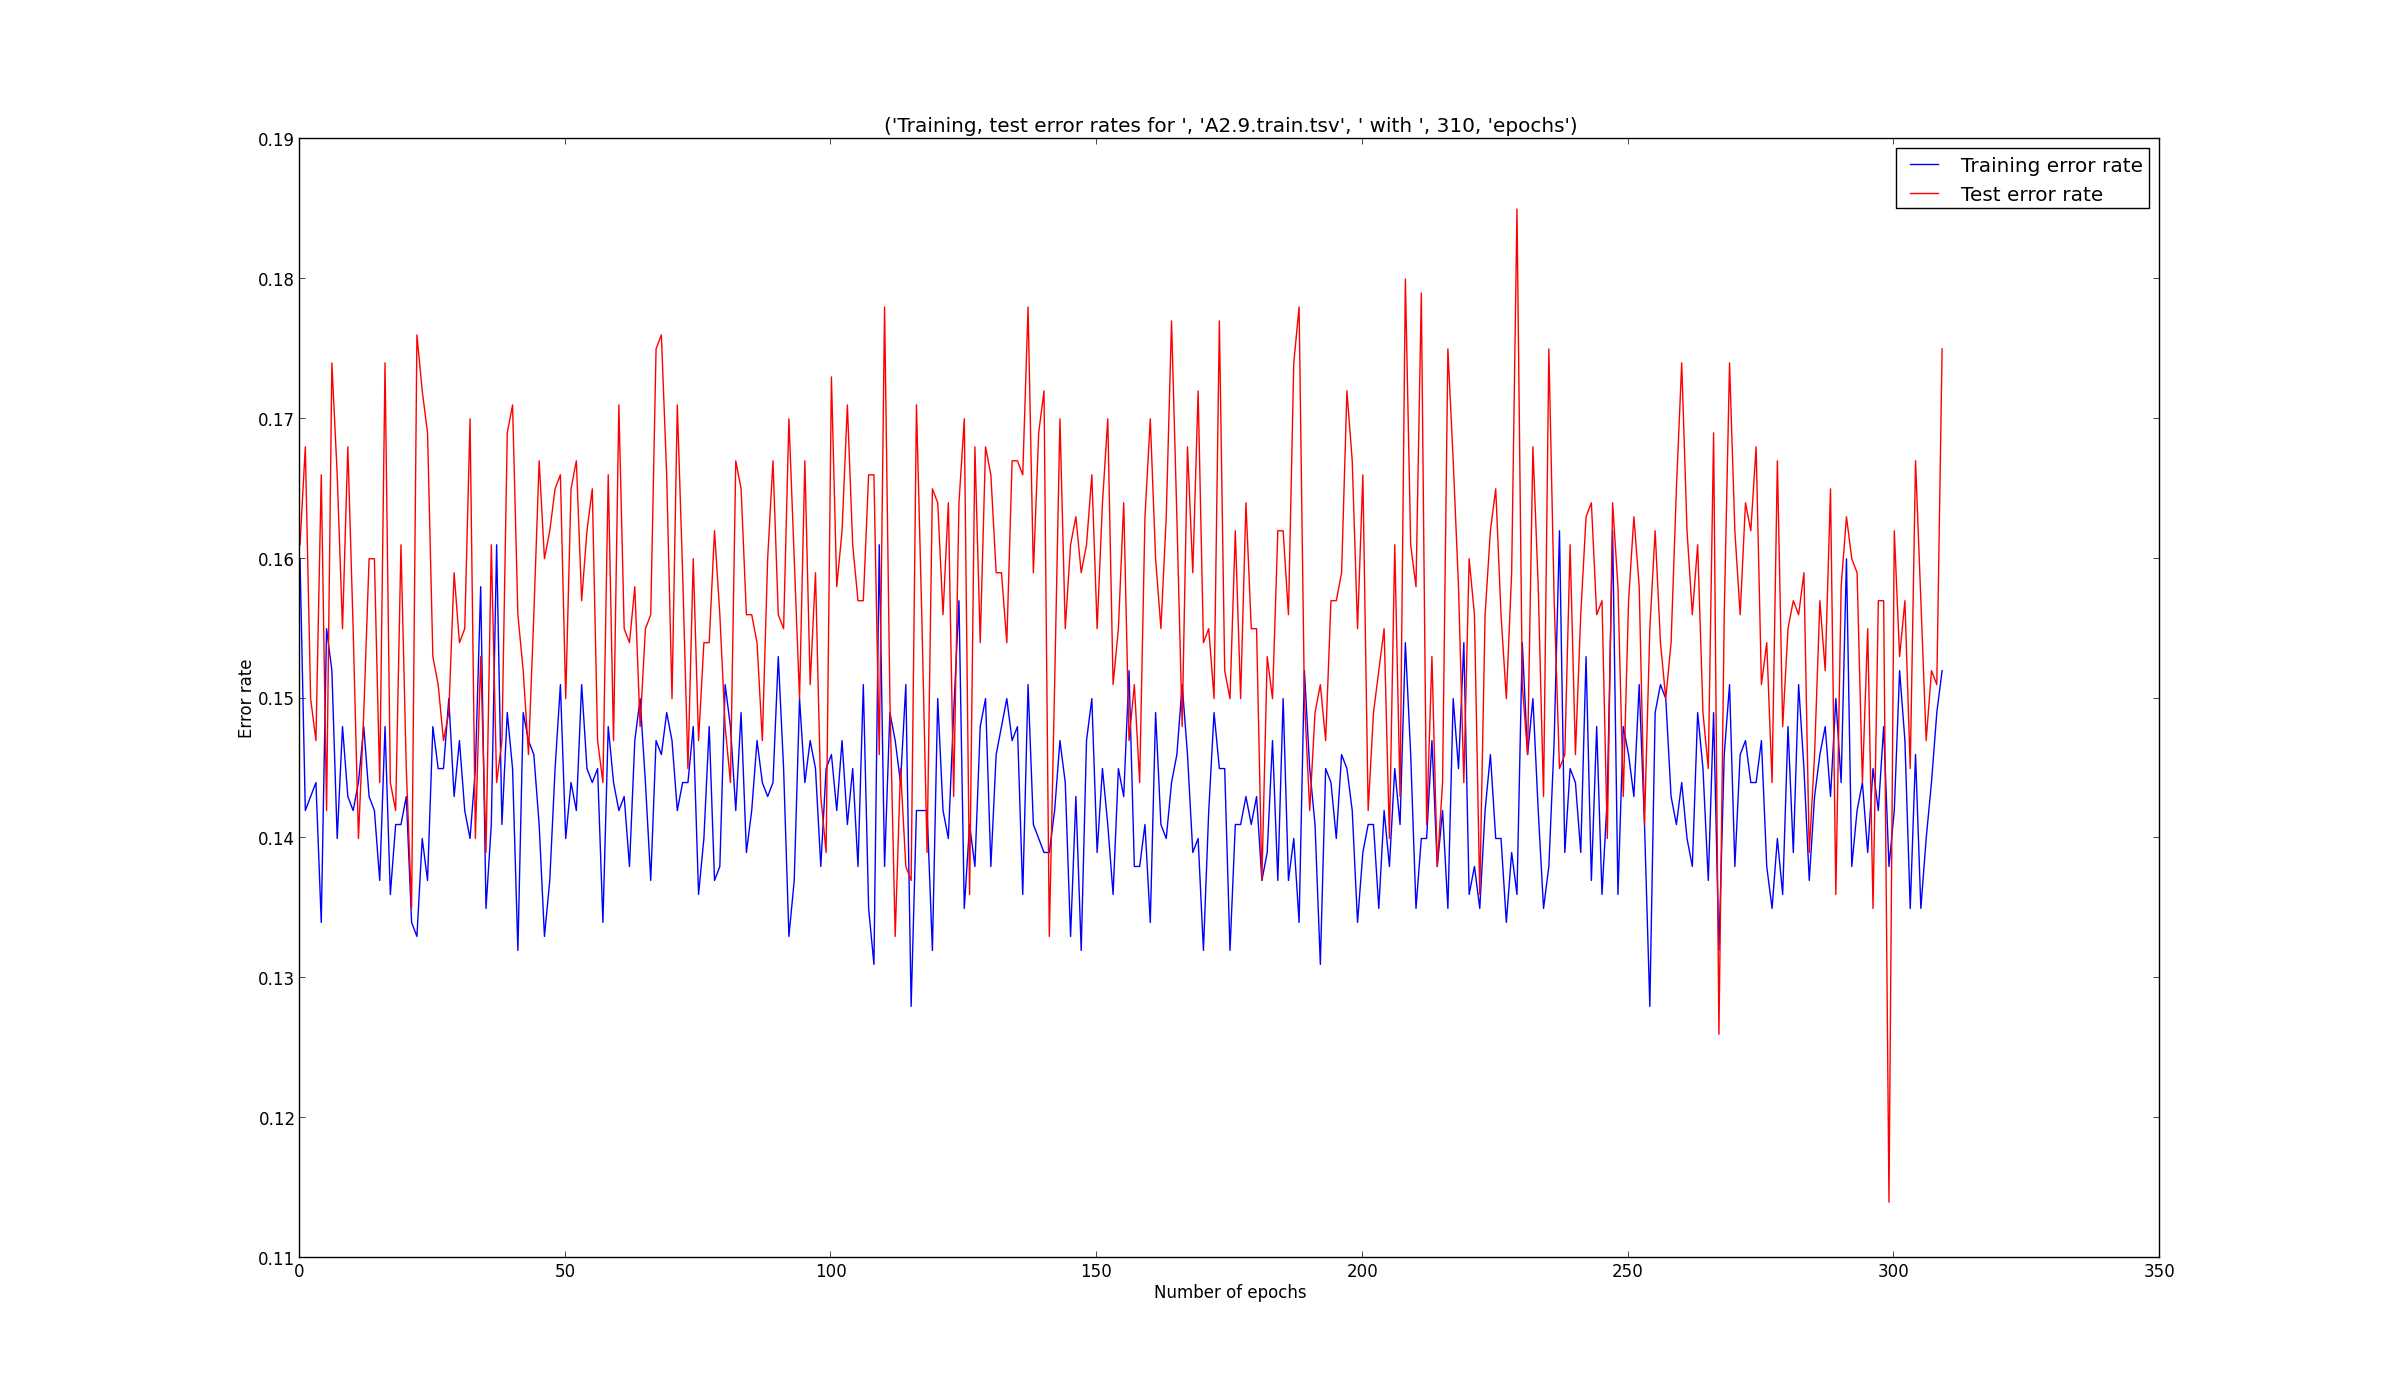 ('Training, test error rates for ', 'A2.9.train.tsv', ' with ', 310, 'epochs')
Training error rate
Test error rate
0.19
0.18
0.17
0.16
0.15
0.14
0.13
0.12
0.11
Error rate
0 50 100 150 200 250 300 350
Number of epochs